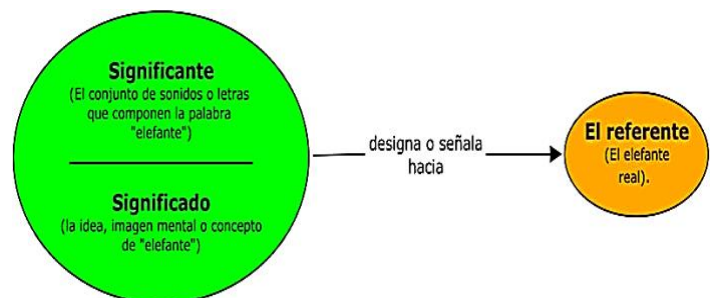 Significante
(El conjunto de sonidos o letras
que componen la palabra
"elefante")
Significado
(la idea, imagen mental o concepto
de "elefante")
designa o señala
hacia
El referente
(El elefante
real).